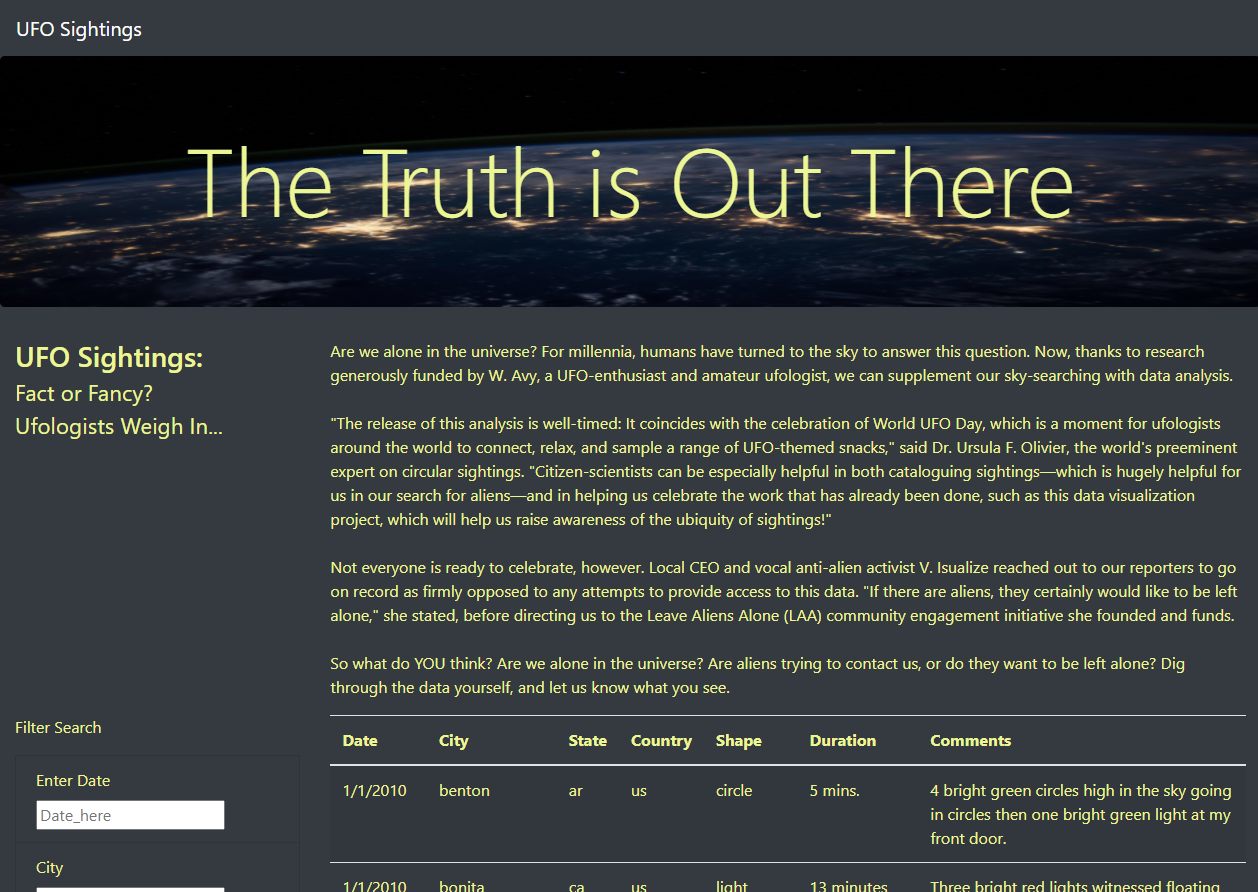 UFO Sightings
The Truth is Out There
UFO Sightings:
Fact or Fancy?
Ufologists Weigh In...
Are we alone in the universe? For millennia, humans have turned to the sky to answer this question. Now, thanks to research
generously funded by W. Avy, a UFO-enthusiast and amateur ufologist, we can supplement our sky-searching with data analysis.
"The release of this analysis is well-timed: It coincides with the celebration of World UFO Day, which is a moment for ufologists
around the world to connect, relax, and sample a range of UFO-themed snacks," said Dr. Ursula F. Olivier, the world's preeminent
expert on circular sightings. "Citizen-scientists can be especially helpful in both cataloguing sightings—which is hugely helpful for
us in our search for aliens—and in helping us celebrate the work that has already been done, such as this data visualization
project, which will help us raise awareness of the ubiquity of sightings!"
Not everyone is ready to celebrate, however. Local CEO and vocal anti-alien activist V. Isualize reached out to our reporters to go
on record as firmly opposed to any attempts to provide access to this data. "If there are aliens, they certainly would like to be left
alone," she stated, before directing us to the Leave Aliens Alone (LAA) community engagement initiative she founded and funds.
So what do YOU think? Are we alone in the universe? Are aliens trying to contact us, or do they want to be left alone? Dig
through the data yourself, and let us know what you see.
Filter Search
Enter Date
Date_here
City
Date City State Country Shape Duration Comments
1/1/2010 benton ar us circle 5 mins. 4 bright green circles high in the sky going
in circles then one bright green light at my
front door.
1/1/2010 bonita ca us light 13 minutes Three bright red lights witnessed floating